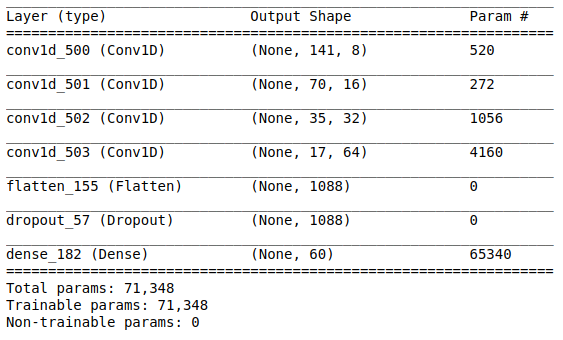 Layer (type) Output Shape Param #
conv1d_500 (Conv1D) (None, 141, 8) 520
conv1d_501 (Conv1D) (None, 70, 16) 272
conv1d_502 (Conv1D) (None, 35, 32) 1056
conv1d_503 (Conv1D) (None, 17, 64) 4160
flatten_155 (Flatten) (None, 1088) 0
dropout_57 (Dropout) (None, 1088) 0
dense_182 (Dense) (None, 60) 65340
Total params: 71,348
Trainable params: 71,348
Non-trainable params: 0